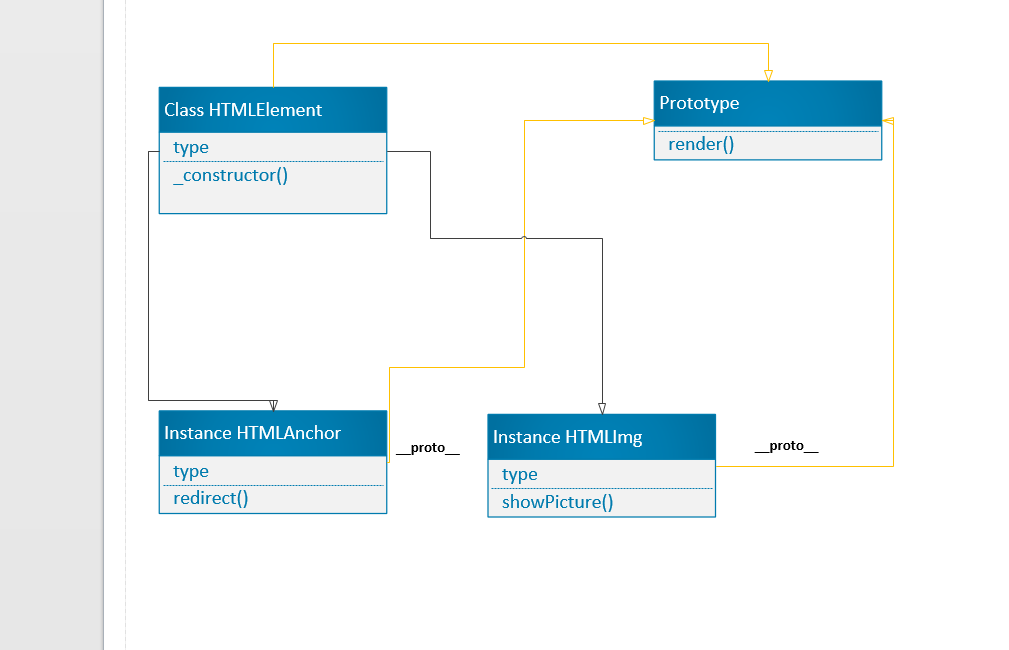 Class HTMLElement
type
_constructor()
Prototype
render()
Instance HTMLAnchor
type
redirect()
__proto__
Instance HTMLImg
type
showPicture()
__proto__